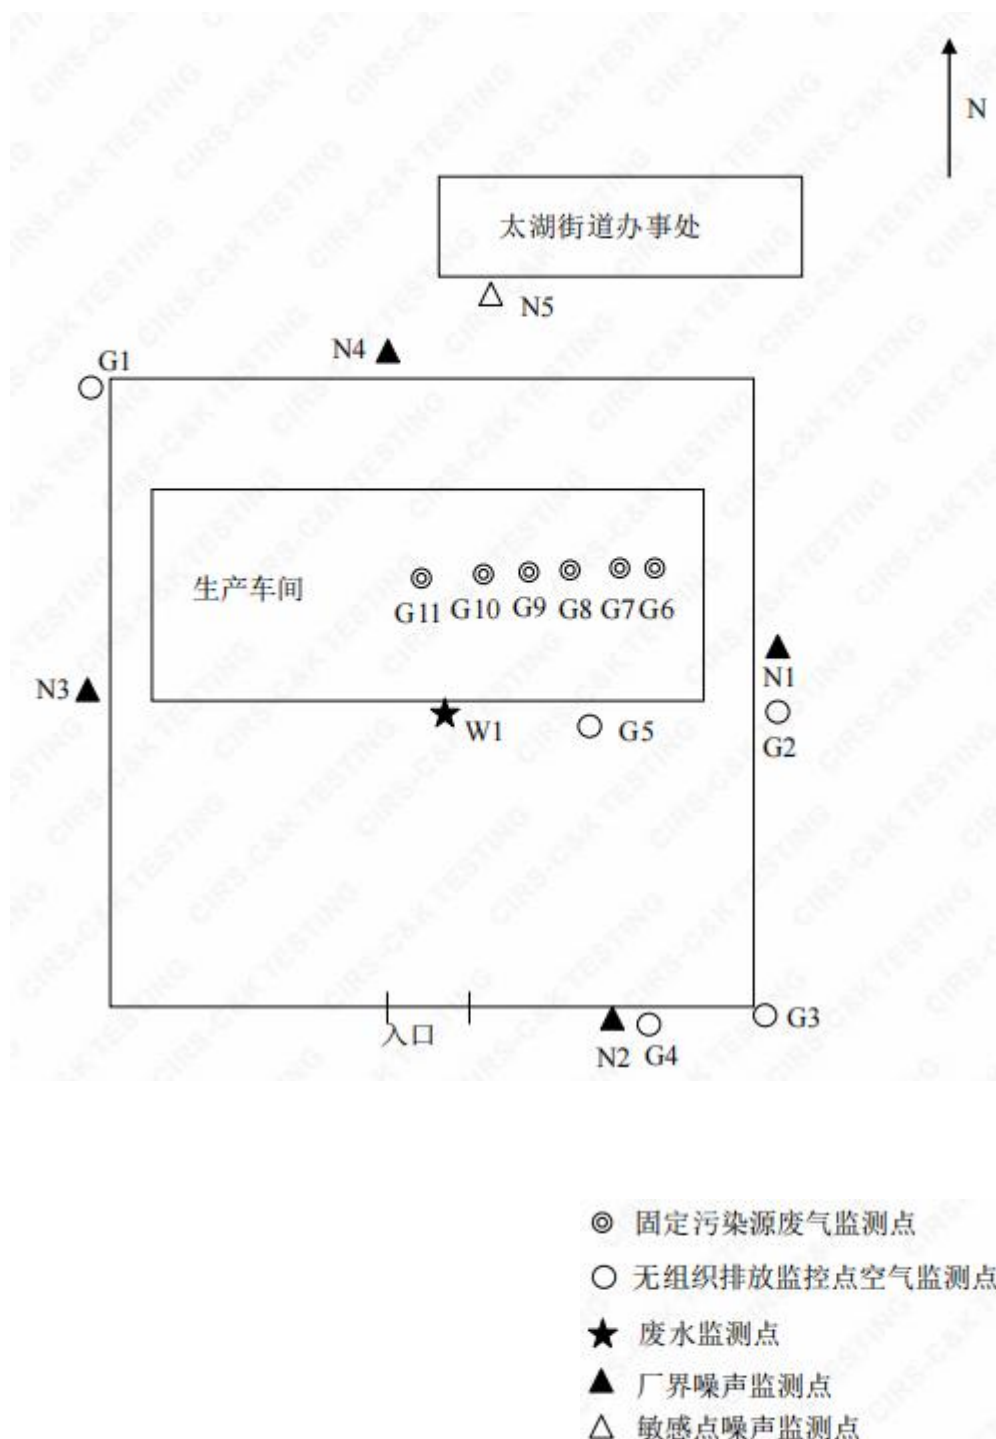 N
太湖街道办事处
N5
N4
G1
生产车间
G11 G10 G9 G8 G7 G6
N3
N1
W1
G5
G2
入口
N2 G4
G3
固定污染源废气监测点
无组织排放监控点空气监测点
废水监测点
厂界噪声监测点
敏感点噪声监测点
CIRS-C&K TESTING